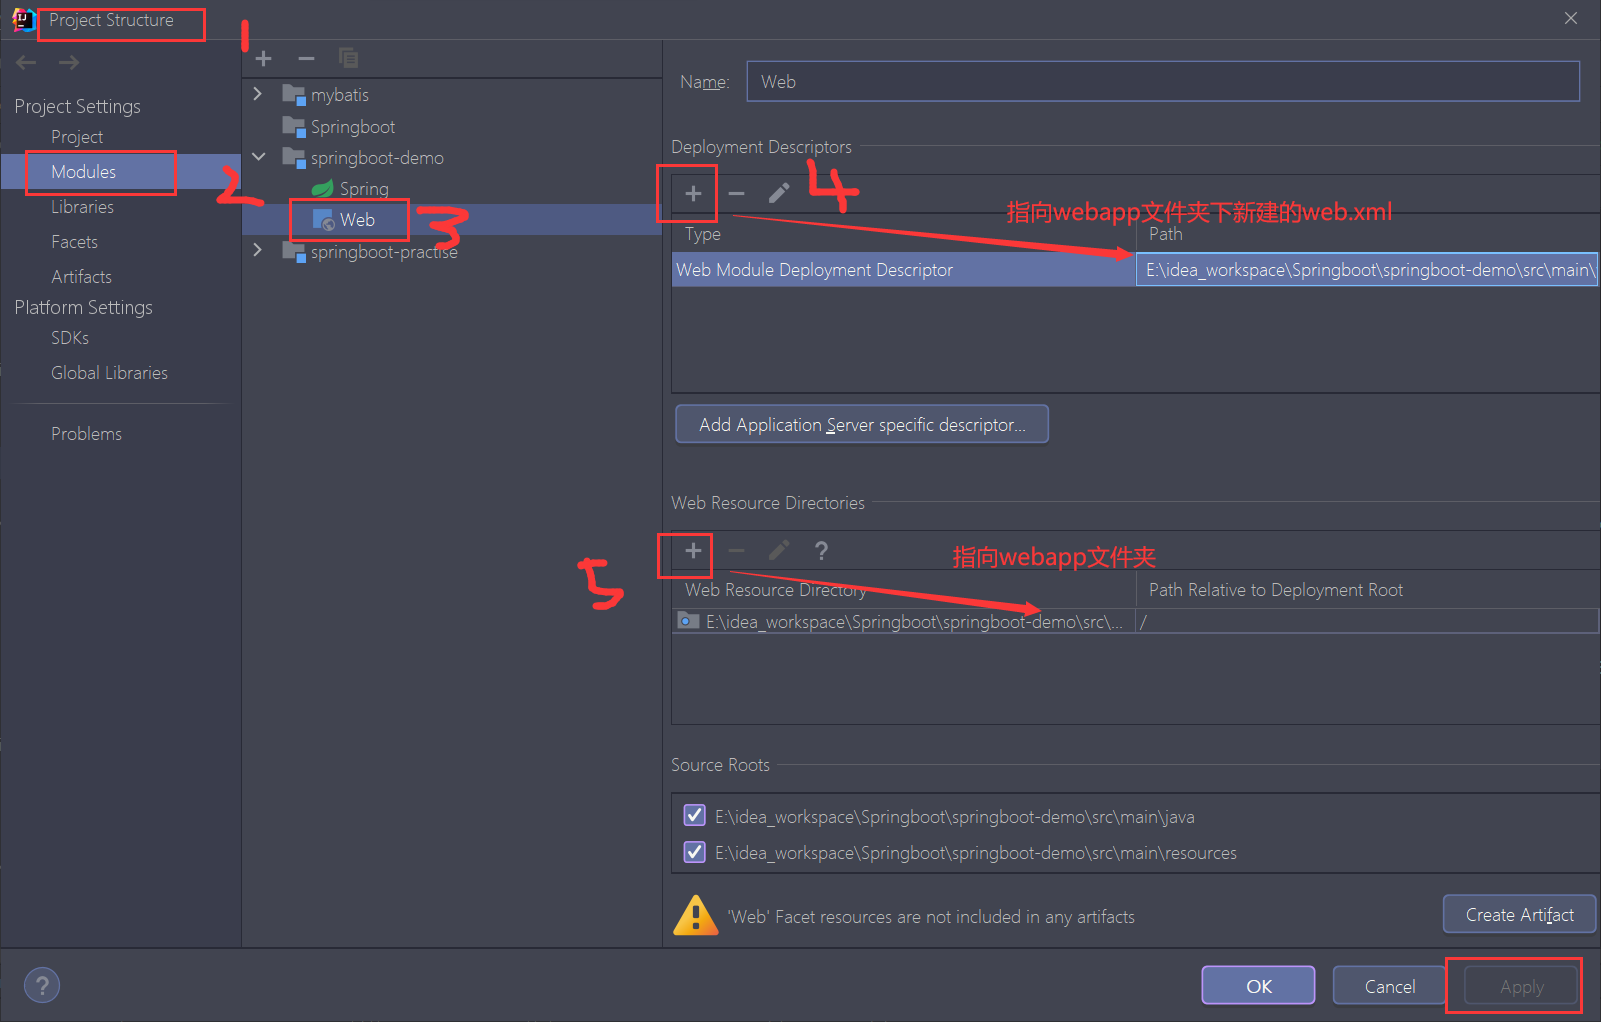 Project Structure
1
Project Settings
Project
Modules
2
Libraries
Facets
Artifacts
Platform Settings
SDKs
Global Libraries
Problems
mybatis
Springboot
springboot-demo
Spring
Web
3
springboot-practise
Name: Web
Deployment Descriptors
4
指向webapp文件夹下新建的web.xml
Type Path
Web Module Deployment Descriptor E:\idea_workspace\Springboot\springboot-demo\src\main\
Add Application Server specific descriptor...
Web Resource Directories
5
?
指向webapp文件夹
Web Resource Directory Path Relative to Deployment Root
E:\idea_workspace\Springboot\springboot-demo\src\... /
Source Roots
E:\idea_workspace\Springboot\springboot-demo\src\main\java
E:\idea_workspace\Springboot\springboot-demo\src\main\resources
'Web' Facet resources are not included in any artifacts
Create Artifact
?
OK Cancel Apply